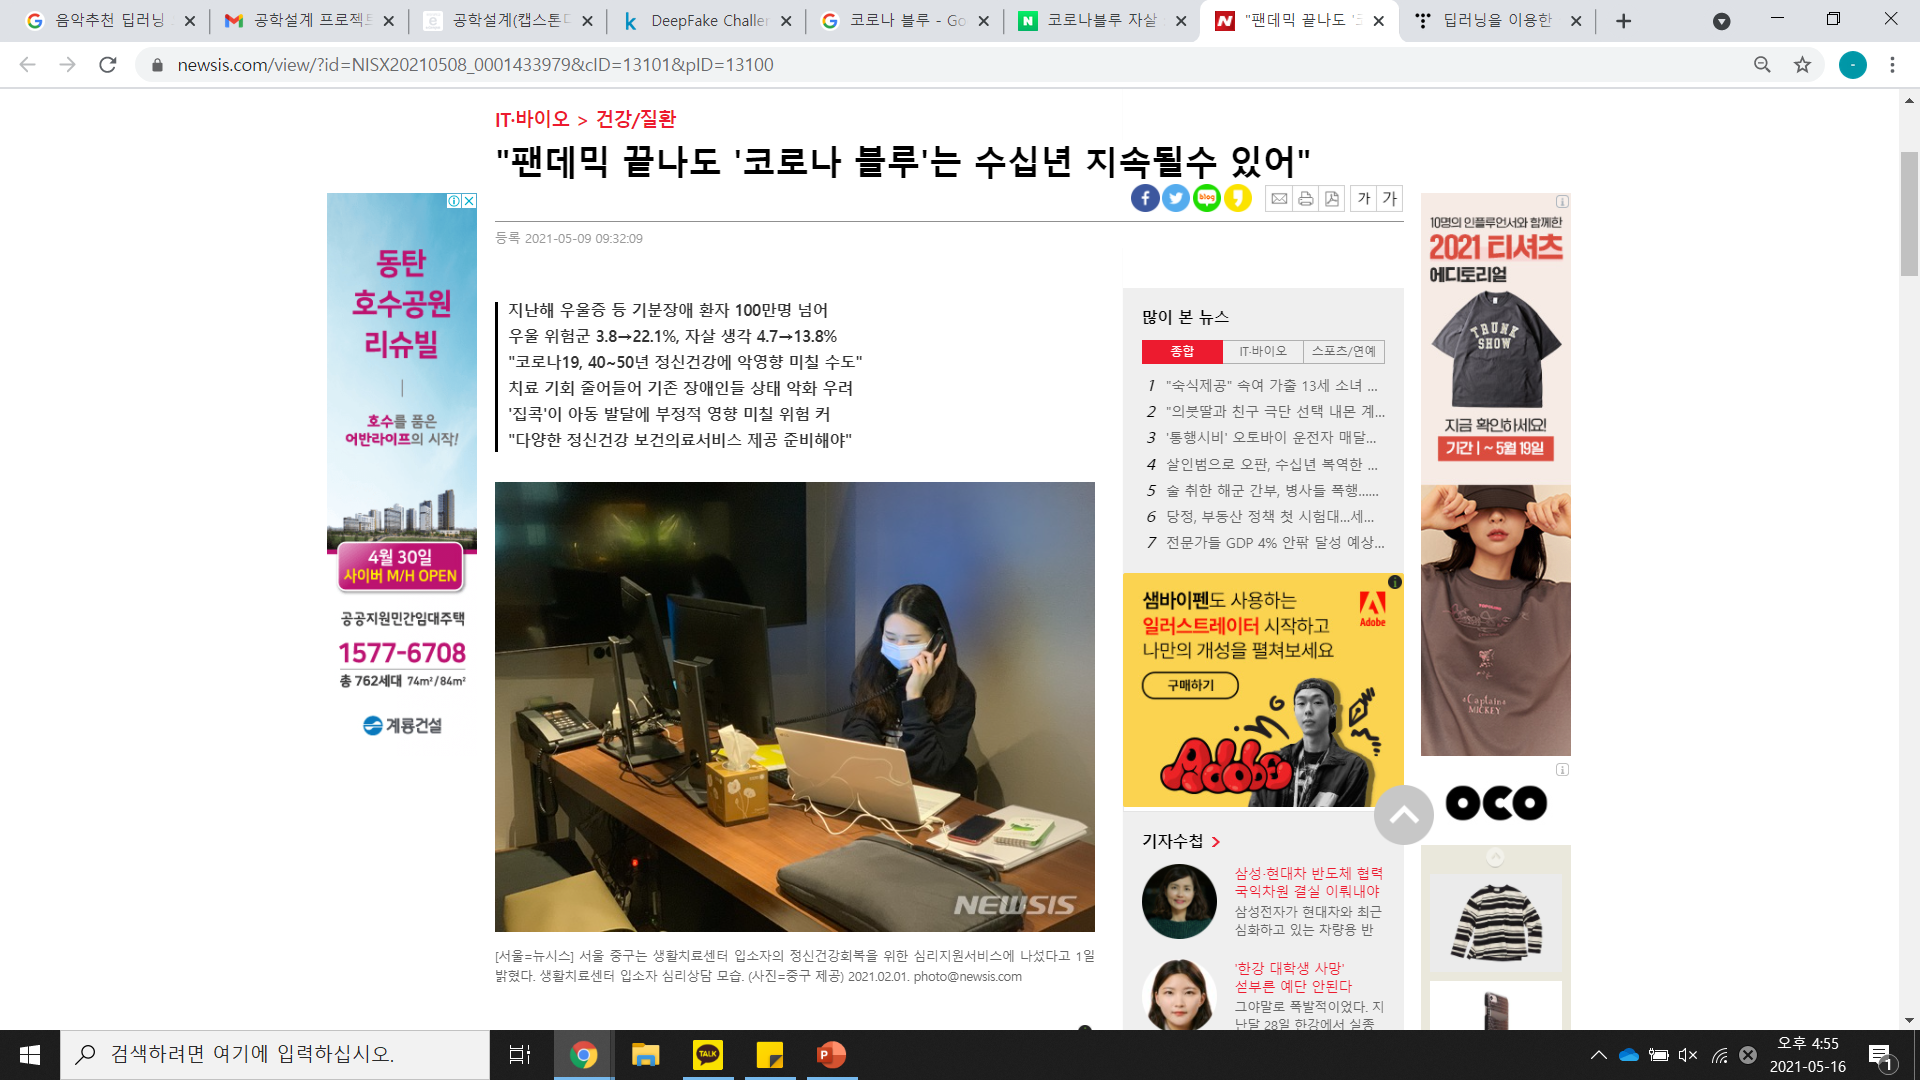 음악추천 딥러닝
공학설계 프로젝트
공학설계(캡스톤디
DeepFake Challen
코로나 블루 - Go
코로나블루 자살
"팬데믹 끝나도 '코
딥러닝을 이용한
newsis.com/view/?id=NISX20210508_0001433979&cID=13101&pID=13100
IT·바이오 > 건강/질환
"팬데믹 끝나도 '코로나 블루'는 수십년 지속될수 있어"
blog
가 가
등록 2021-05-09 09:32:09
지난해 우울증 등 기분장애 환자 100만명 넘어
우울 위험군 3.8→22.1%, 자살 생각 4.7→13.8%
"코로나19, 40~50년 정신건강에 악영향 미칠 수도"
치료 기회 줄어들어 기존 장애인들 상태 악화 우려
'집콕'이 아동 발달에 부정적 영향 미칠 위험 커
"다양한 정신건강 보건의료서비스 제공 준비해야"
NEWSIS
[서울=뉴시스] 서울 중구는 생활치료센터 입소자의 정신건강회복을 위한 심리지원서비스에 나섰다고 1일
밝혔다. 생활치료센터 입소자 심리상담 모습. (사진=중구 제공) 2021.02.01. photo@newsis.com
동탄
호수공원
리슈빌
호수를 품은
어반라이프의 시작!
4월 30일
사이버 M/H OPEN
공공지원민간임대주택
1577-6708
총 762세대 74m²/84m²
계룡건설
많이 본 뉴스
종합 IT·바이오 스포츠/연예
1 "숙식제공" 속여 가출 13세 소녀 ...
2 "의붓딸과 친구 극단 선택 내몬 계...
3 '통행시비' 오토바이 운전자 매달...
4 살인범으로 오판, 수십년 복역한 ...
5 술 취한 해군 간부, 병사들 폭행......
6 당정, 부동산 정책 첫 시험대...세...
7 전문가들 GDP 4% 안팎 달성 예상...
샘바이펜도 사용하는
일러스트레이터 시작하고
나만의 개성을 펼쳐보세요
Adobe
구매하기
Adobe
기자수첩 >
삼성·현대차 반도체 협력
국익차원 결실 이뤄내야
삼성전자가 현대차와 최근
심화하고 있는 차량용 반
'한강 대학생 사망'
섣부른 예단 안된다
그야말로 폭발적이었다. 지
난달 28일 한강에서 실종
10명의 인플루언서와 함께한
2021 티셔츠
에디토리얼
TRUNK
SHOW
지금 확인하세요!
기간 | ~ 5월 19일
Captain
MICKEY
OCO
검색하려면 여기에 입력하십시오.
TALK
오후 4:55
2021-05-16
1